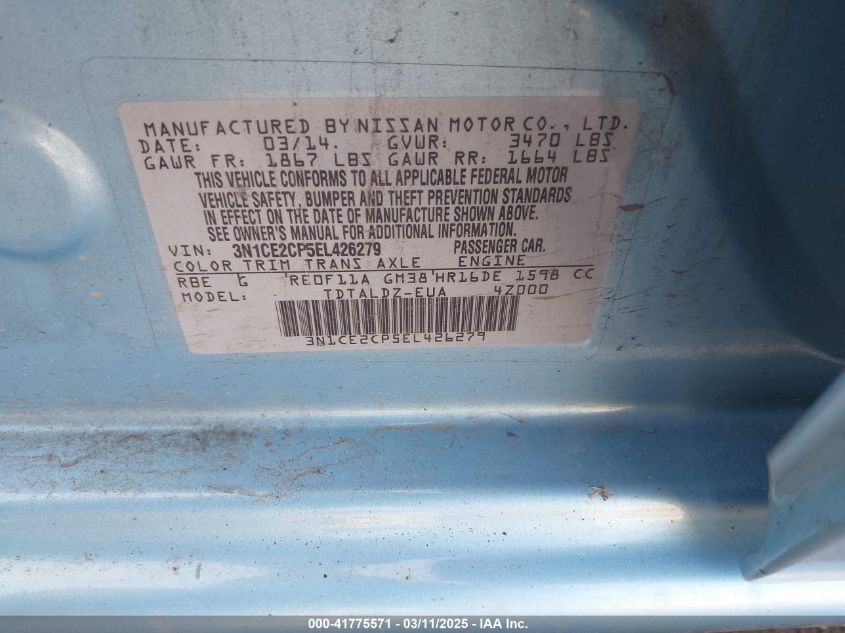 MANUFACTURED BY NISSAN MOTOR CO., LTD.
DATE: 03/14. GVWR: 3470 LBS
GAWR FR: 1867 LBS GAWR RR: 1664 LBS
THIS VEHICLE CONFORMS TO ALL APPLICABLE FEDERAL MOTOR
VEHICLE SAFETY, BUMPER AND THEFT PREVENTION STANDARDS
IN EFFECT ON THE DATE OF MANUFACTURE SHOWN ABOVE.
SEE OWNER'S MANUAL FOR ADDITIONAL INFORMATION.
VIN: 3N1CE2CP5EL426279 PASSENGER CAR.
COLOR TRIM TRANS AXLE ENGINE
RBE G RE0F11A GM38 HR16DE 1598 CC
MODEL: TDTALDZ-EUA 4Z000
3N1CE2CP5EL426279
000-41775571 - 03/11/2025 - IAA Inc.